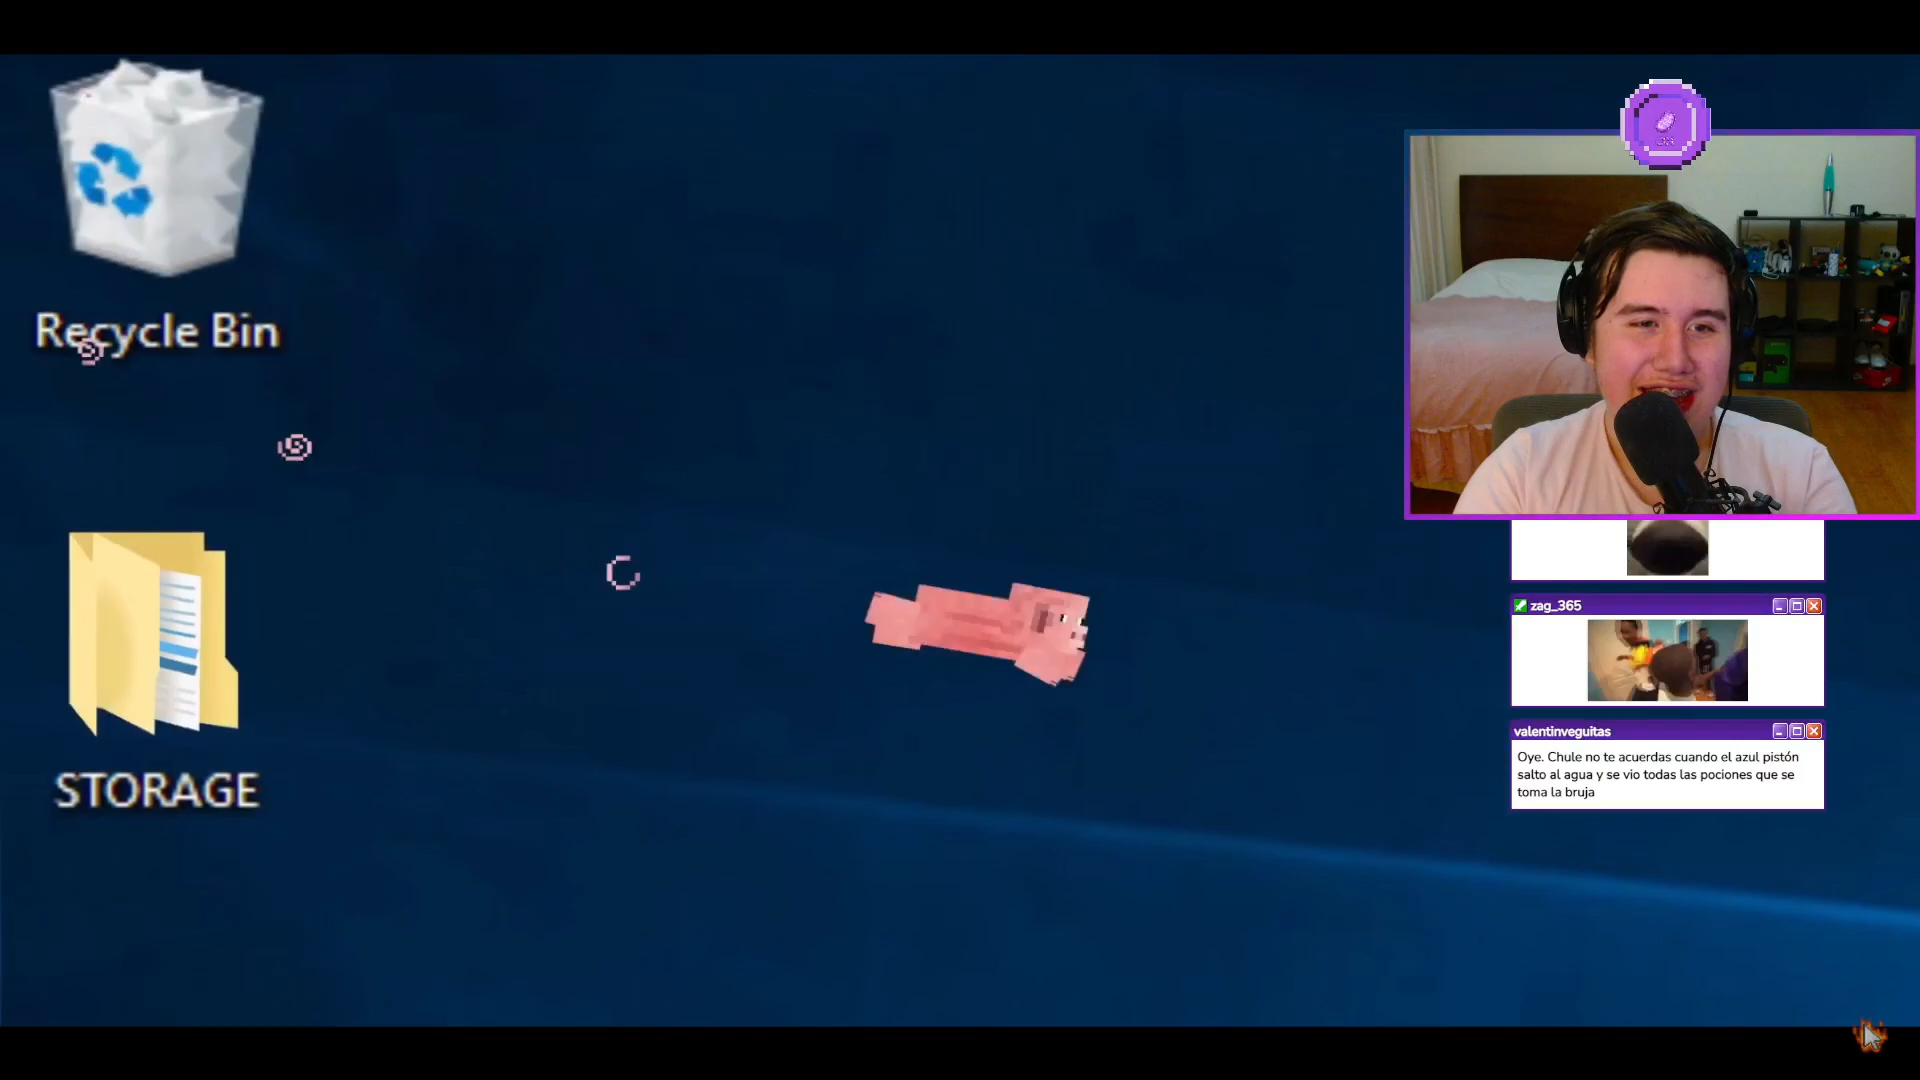 Recycle Bin
STORAGE
zag_365
valentinveguitas
Oye. Chule no te acuerdas cuando el azul pistón
salto al agua y se vio todas las pociones que se
toma la bruja